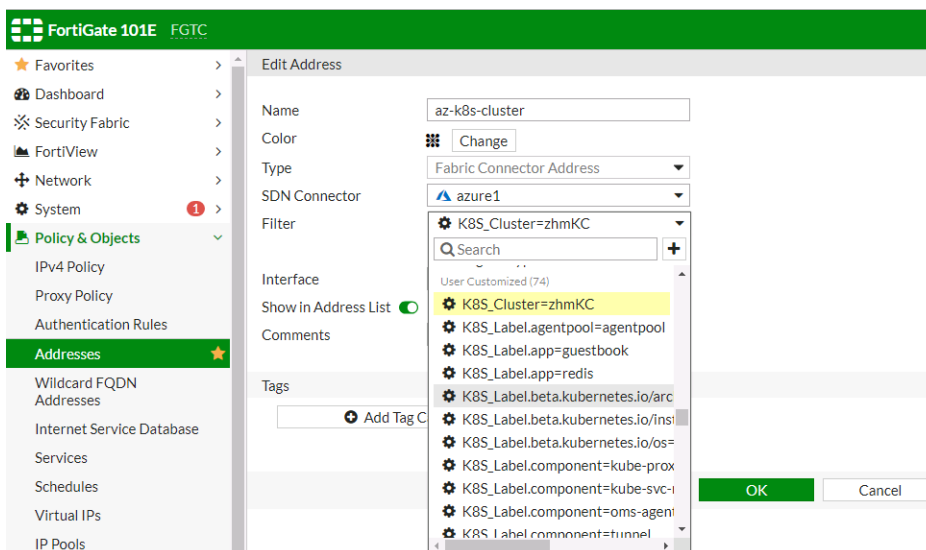 FortiGate 101E FGTC
Favorites
Dashboard
Security Fabric
FortiView
Network
System 1
Policy & Objects
IPv4 Policy
Proxy Policy
Authentication Rules
Addresses
Wildcard FQDN
Addresses
Internet Service Database
Services
Schedules
Virtual IPs
IP Pools
Edit Address
Name az-k8s-cluster
Color Change
Type Fabric Connector Address
SDN Connector azure1
Filter K8S_Cluster=zhmKC
Search
User Customized (74)
Interface
Show in Address List
Comments
K8S_Cluster=zhmKC
K8S_Label.agentpool=agentpool
K8S_Label.app=guestbook
K8S_Label.app=redis
K8S_Label.beta.kubernetes.io/arc
K8S_Label.beta.kubernetes.io/inst
K8S_Label.beta.kubernetes.io/os=
K8S_Label.component=kube-prox
K8S_Label.component=kube-svc-r
K8S_Label.component=oms-agent
K8S_Label.component=tunnel
Tags
Add Tag C
OK Cancel